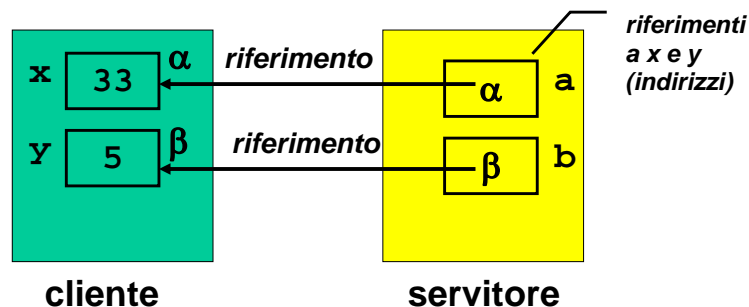 riferimenti
a x e y
(indirizzi)
x 33 α riferimento α a
y 5 β riferimento β b
cliente servitore